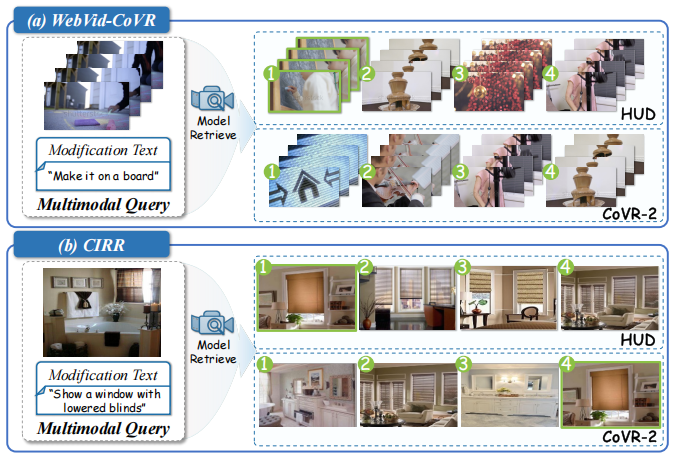 (a) WebVid-CoVR
Modification Text
"Make it on a board"
Multimodal Query
Model
Retrieve
1 2 3 4
HUD
1 2 3 4
CoVR-2
(b) CIRR
Modification Text
"Show a window with
lowered blinds"
Multimodal Query
Model
Retrieve
1 2 3 4
HUD
1 2 3 4
CoVR-2